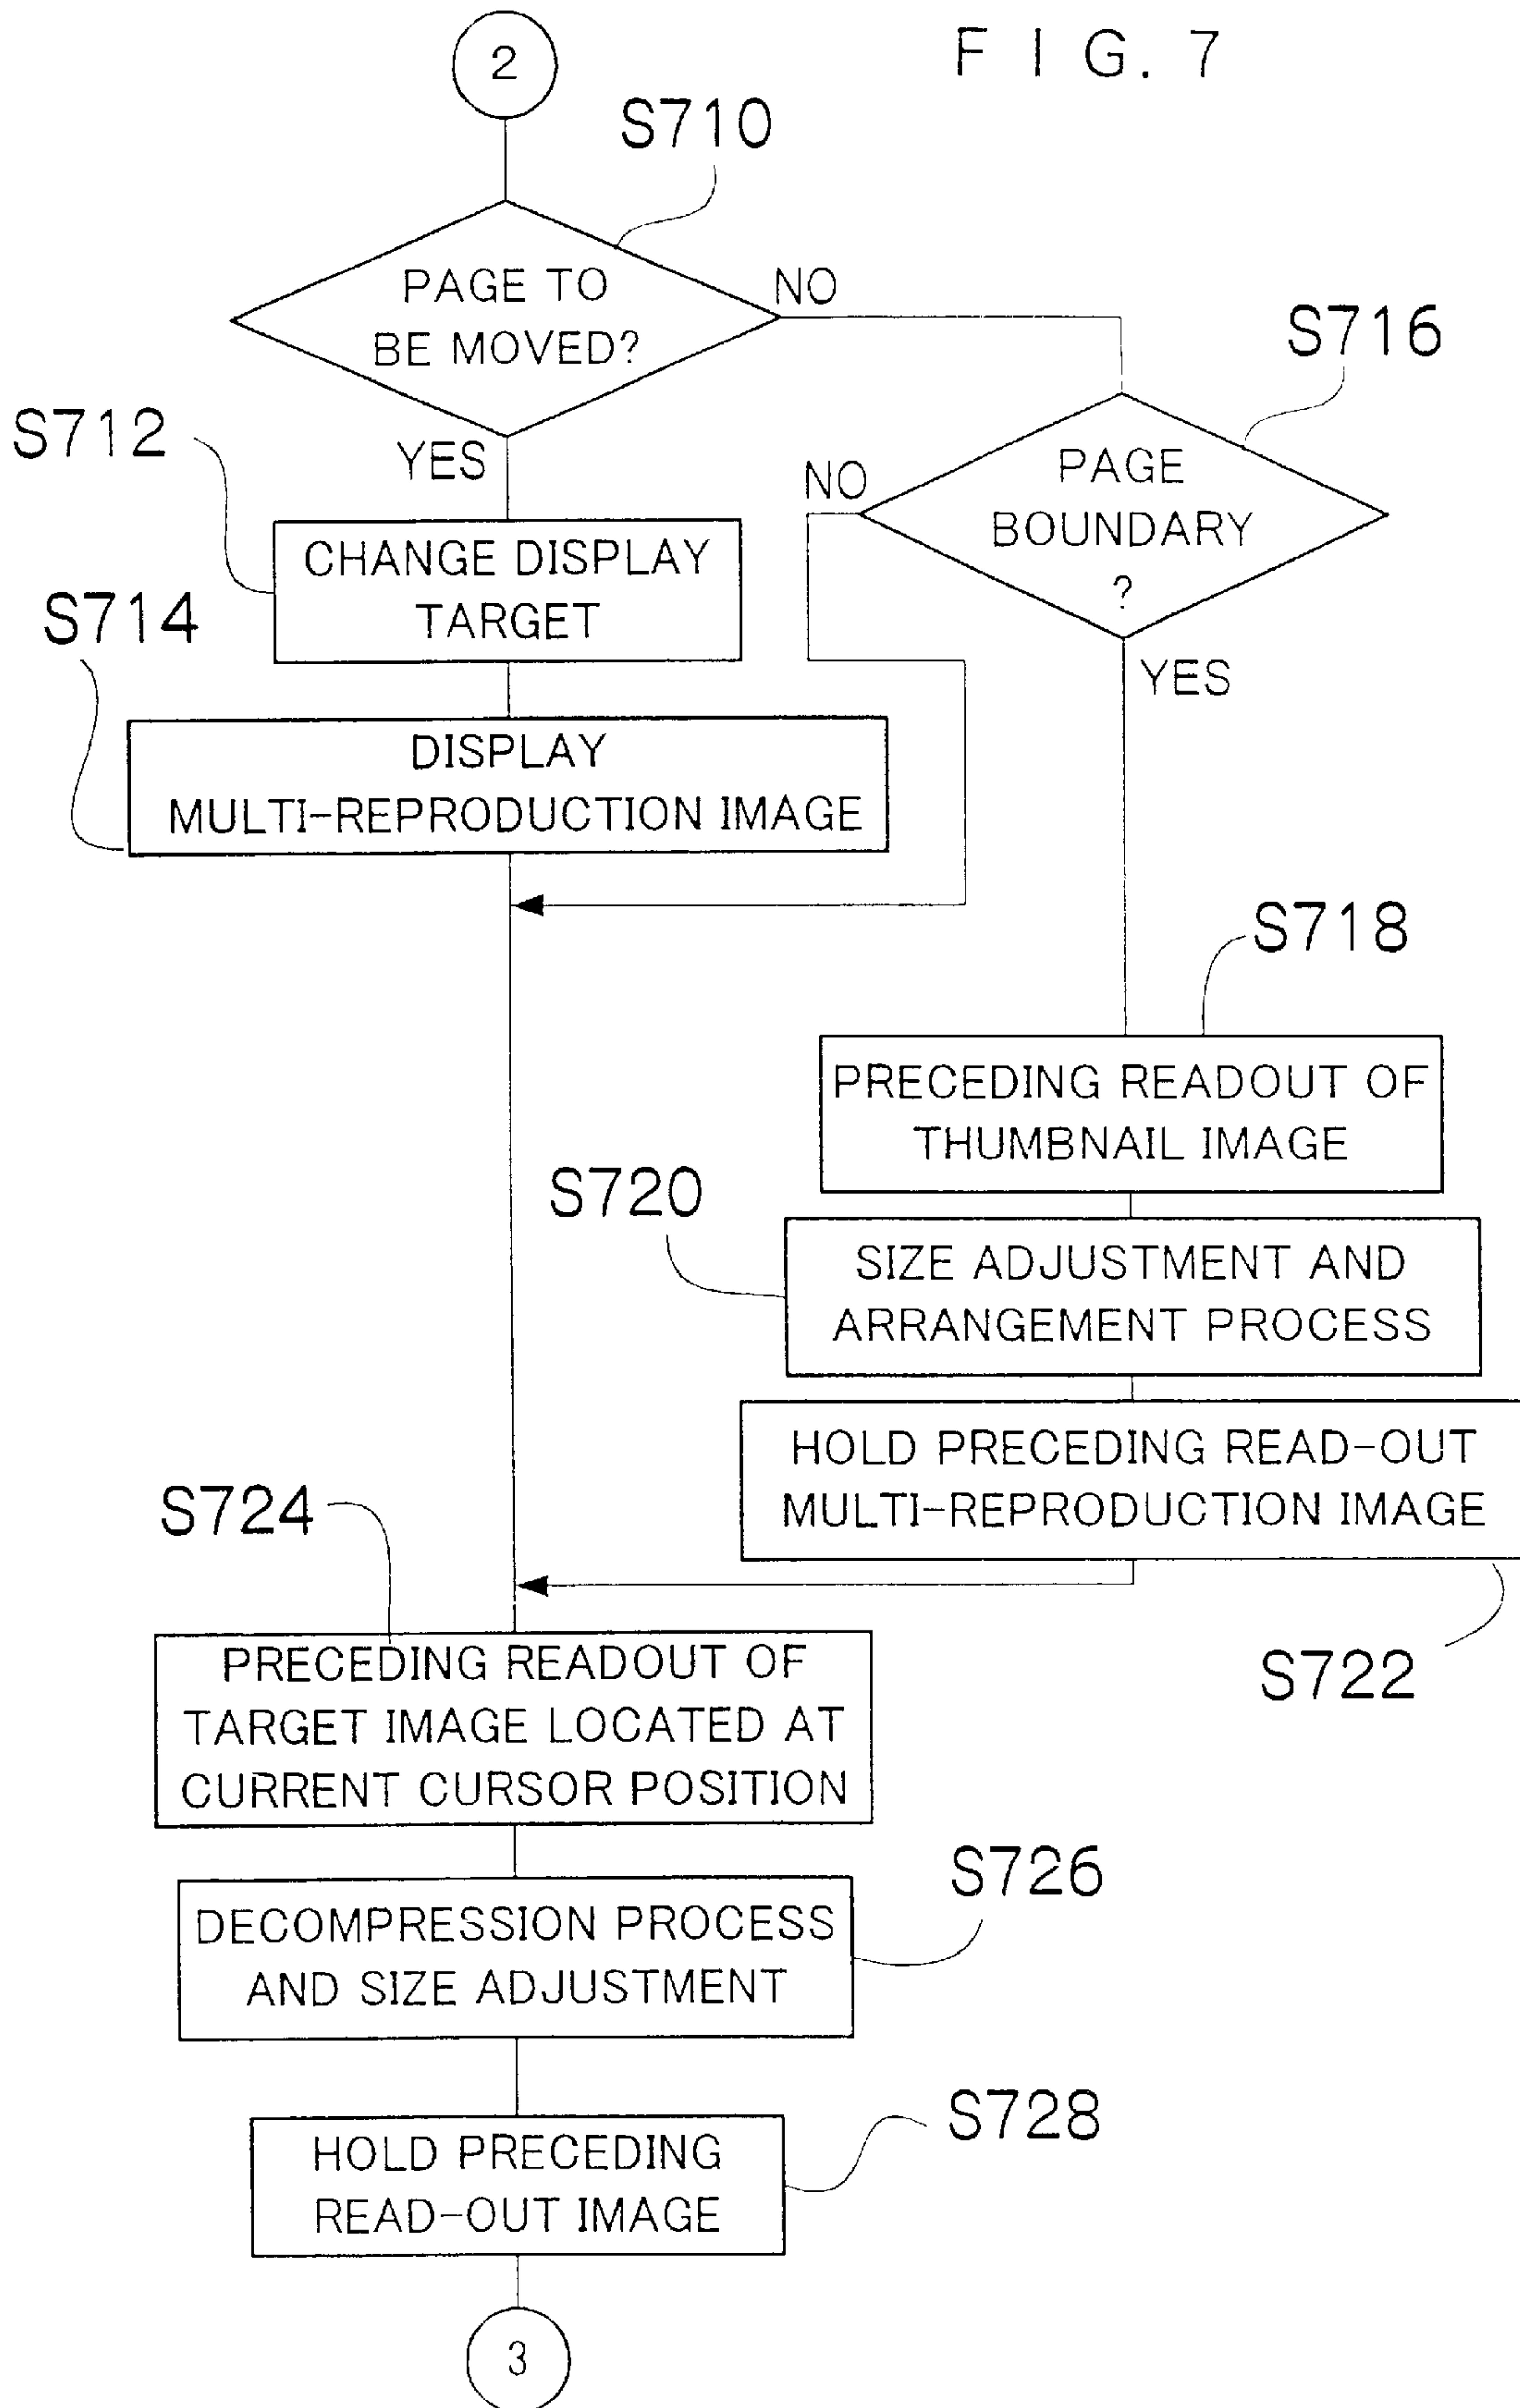 F I G. 7
2
S710
PAGE TO
BE MOVED?
NO
YES
S716
PAGE
BOUNDARY
?
NO
YES
S712
CHANGE DISPLAY
TARGET
S714
DISPLAY
MULTI-REPRODUCTION IMAGE
S718
PRECEDING READOUT OF
THUMBNAIL IMAGE
S720
SIZE ADJUSTMENT AND
ARRANGEMENT PROCESS
HOLD PRECEDING READ-OUT
MULTI-REPRODUCTION IMAGE
S722
S724
PRECEDING READOUT OF
TARGET IMAGE LOCATED AT
CURRENT CURSOR POSITION
S726
DECOMPRESSION PROCESS
AND SIZE ADJUSTMENT
S728
HOLD PRECEDING
READ-OUT IMAGE
3